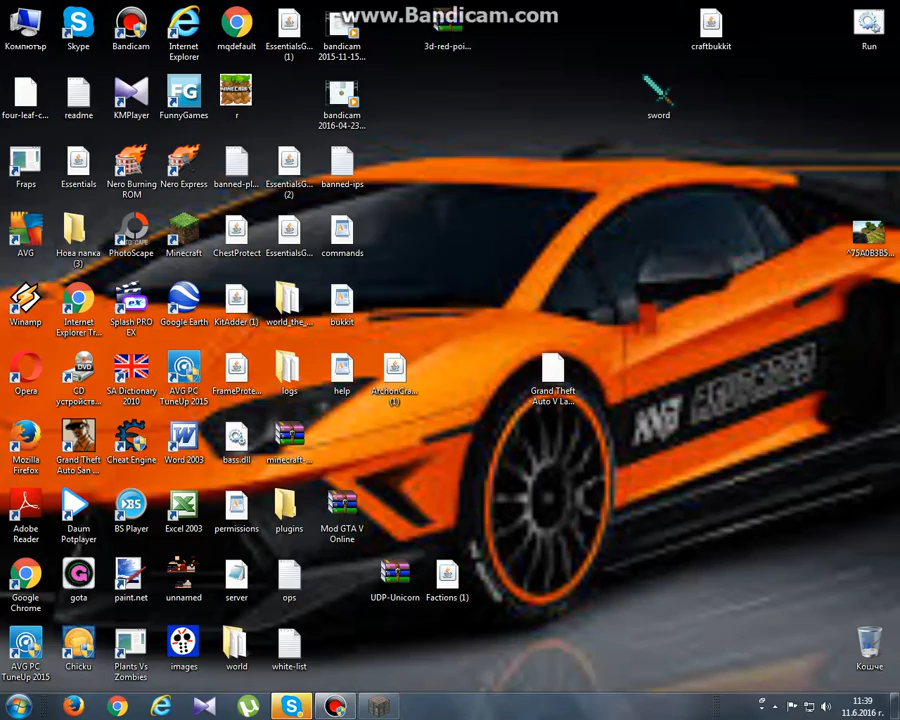 www.Bandicam.com
Компютър
Skype
Bandicam
Internet
Explorer
mqdefault
EssentialsG...
(1)
bandicam
2015-11-15...
3d-red-poi...
craftbukkit
Run
four-leaf-c...
readme
KMPlayer
FunnyGames
r
bandicam
2016-04-23...
sword
Fraps
Essentials
Nero Burning
ROM
Nero Express
banned-pl...
EssentialsG...
(2)
banned-ips
AVG
Нова папка
(3)
PhotoScape
Minecraft
ChestProtect
EssentialsG...
commands
^75A0B3B5...
Winamp
Internet
Explorer Tr...
Splash PRO
EX
Google Earth
KitAdder (1)
world_the_...
bukkit
Opera
CD
устройств...
SA Dictionary
2010
AVG PC
TuneUp 2015
FrameProte...
logs
help
ArchonCra...
(1)
Grand Theft
Auto V La...
Mozilla
Firefox
Grand Theft
Auto San ...
Cheat Engine
Word 2003
bass.dll
minecraft-...
Adobe
Reader
Daum
Potplayer
BS Player
Excel 2003
permissions
plugins
Mod GTA V
Online
Google
Chrome
gota
paint.net
unnamed
server
ops
UDP-Unicorn
Factions (1)
AVG PC
TuneUp 2015
Chicku
Plants Vs
Zombies
images
world
white-list
Кошче
11:39
11.6.2016 г.